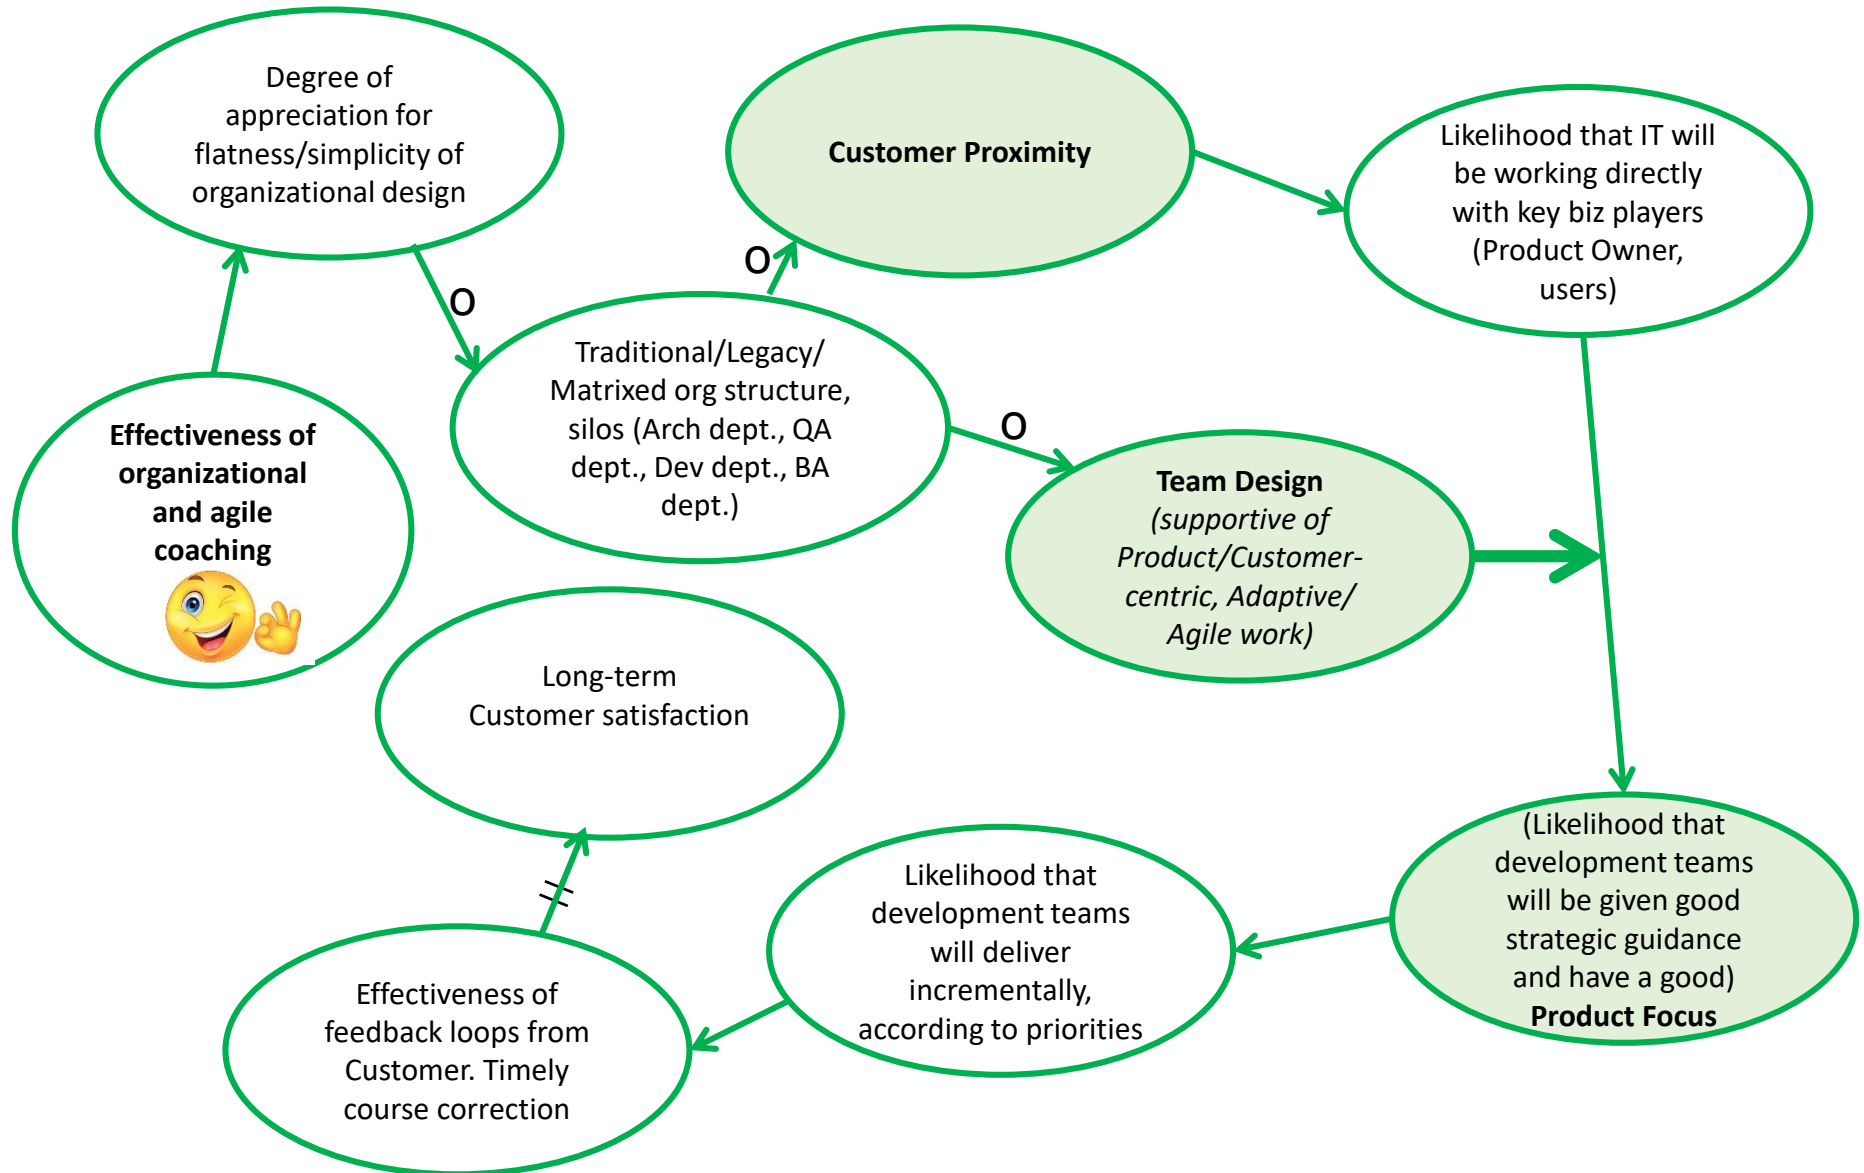 Degree of
appreciation for
flatness/simplicity of
organizational design
Customer Proximity
Likelihood that IT will
be working directly
with key biz players
(Product Owner,
users)
O
O
Traditional/Legacy/
Matrixed org structure,
silos (Arch dept., QA
dept., Dev dept., BA
dept.)
Effectiveness of
organizational
and agile
coaching
O
Team Design
(supportive of
Product/Customer-
centric, Adaptive/
Agile work)
Long-term
Customer satisfaction
(Likelihood that
development teams
will be given good
strategic guidance
and have a good)
Product Focus
Likelihood that
development teams
will deliver
incrementally,
according to priorities
Effectiveness of
feedback loops from
Customer. Timely
course correction